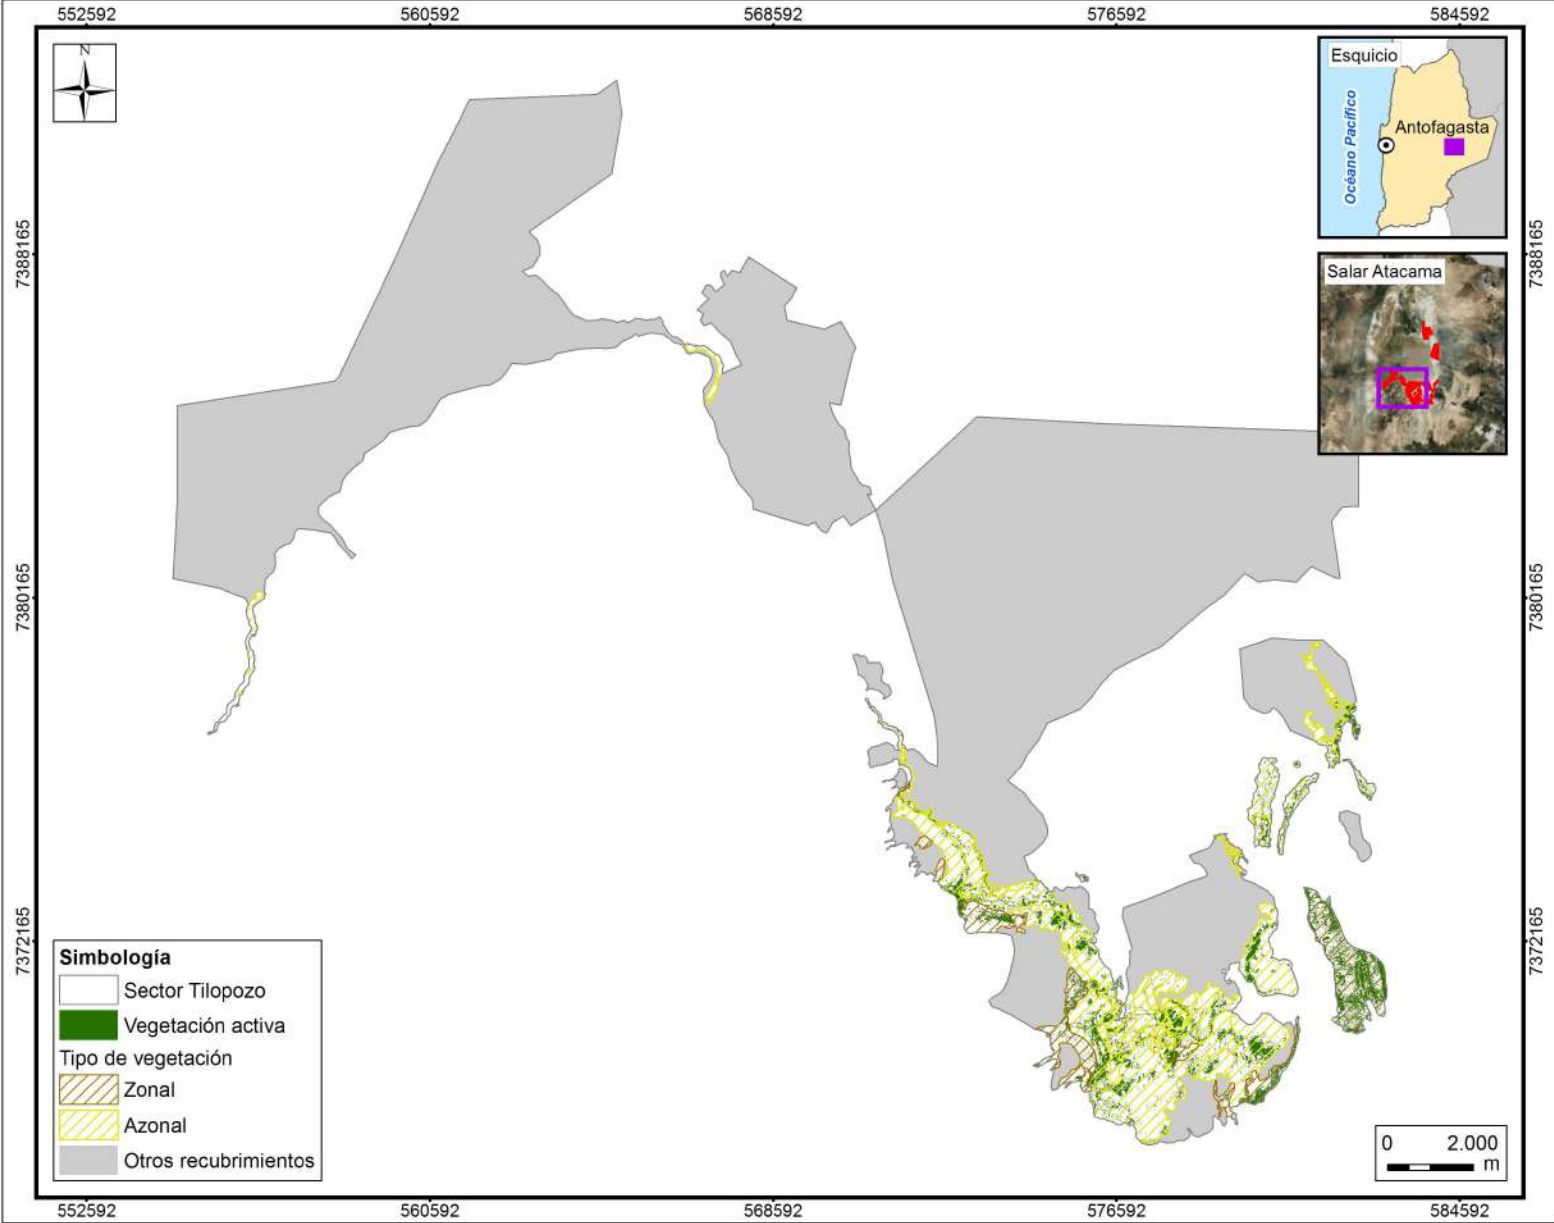 552592 560592 568592 576592 584592
N
Esquicio
Océano Pacífico
Antofagasta
7388165 7388165
Salar Atacama
7380165 7380165
7372165 7372165
Simbología
Sector Tilopozo
Vegetación activa
Tipo de vegetación
Zonal
Azonal
Otros recubrimientos
0 2.000
m
552592 560592 568592 576592 584592